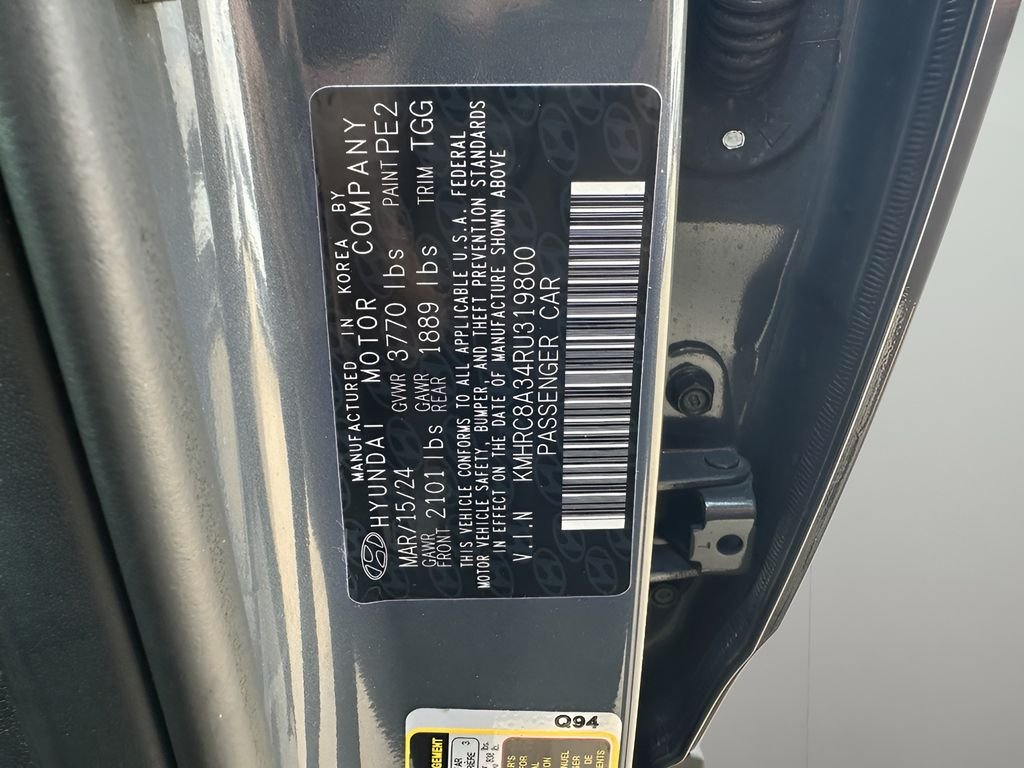 MANUFACTURED IN KOREA BY
HYUNDAI MOTOR COMPANY
MAR/15/24 GVWR 3770 lbs PAINT PE2
GAWR FRONT 2101 lbs GAWR REAR 1889 lbs TRIM TGG
THIS VEHICLE CONFORMS TO ALL APPLICABLE U.S.A. FEDERAL
MOTOR VEHICLE SAFETY, BUMPER, AND THEFT PREVENTION STANDARDS
IN EFFECT ON THE DATE OF MANUFACTURE SHOWN ABOVE
V.I.N KMHRC8A34RU319800
PASSENGER CAR
Q94